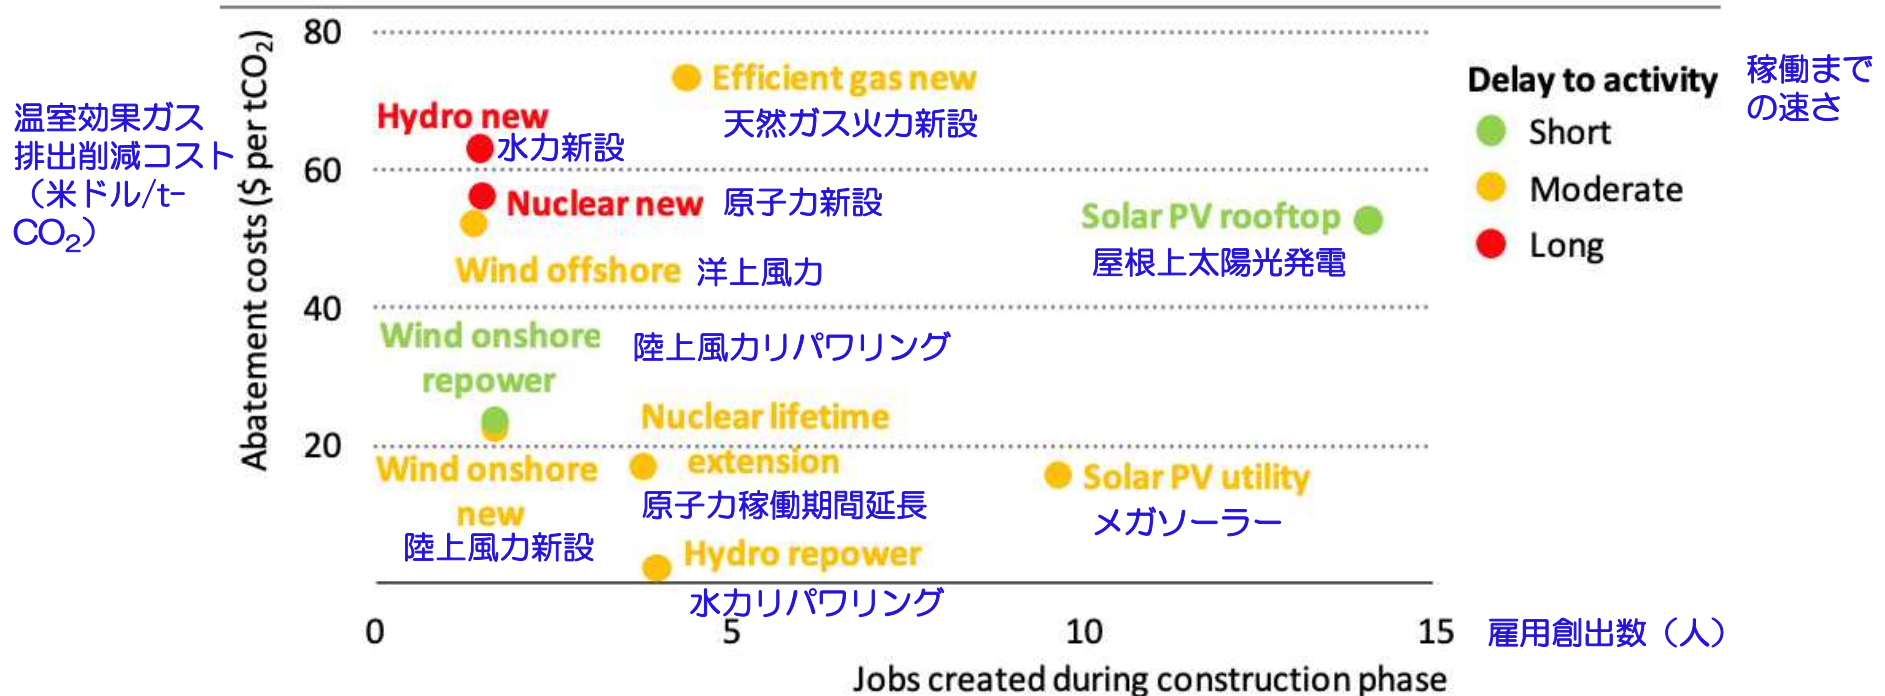 80
Efficient gas new
天然ガス火力新設
Hydro new
水力新設
60
Nuclear new 原子力新設
Wind offshore 洋上風力
Solar PV rooftop
屋根上太陽光発電
40
Wind onshore
repower
陸上風力リパワリング
Nuclear lifetime
extension
原子力稼働期間延長
20
Wind onshore
new
陸上風力新設
Solar PV utility
メガソーラー
Hydro repower
水力リパワリング
0
5
10
15
雇用創出数（人）
Jobs created during construction phase
Abatement costs ($ per tCO₂)
温室効果ガス
排出削減コスト
（米ドル/t-
CO₂）
Delay to activity
稼働まで
の速さ
Short
Moderate
Long